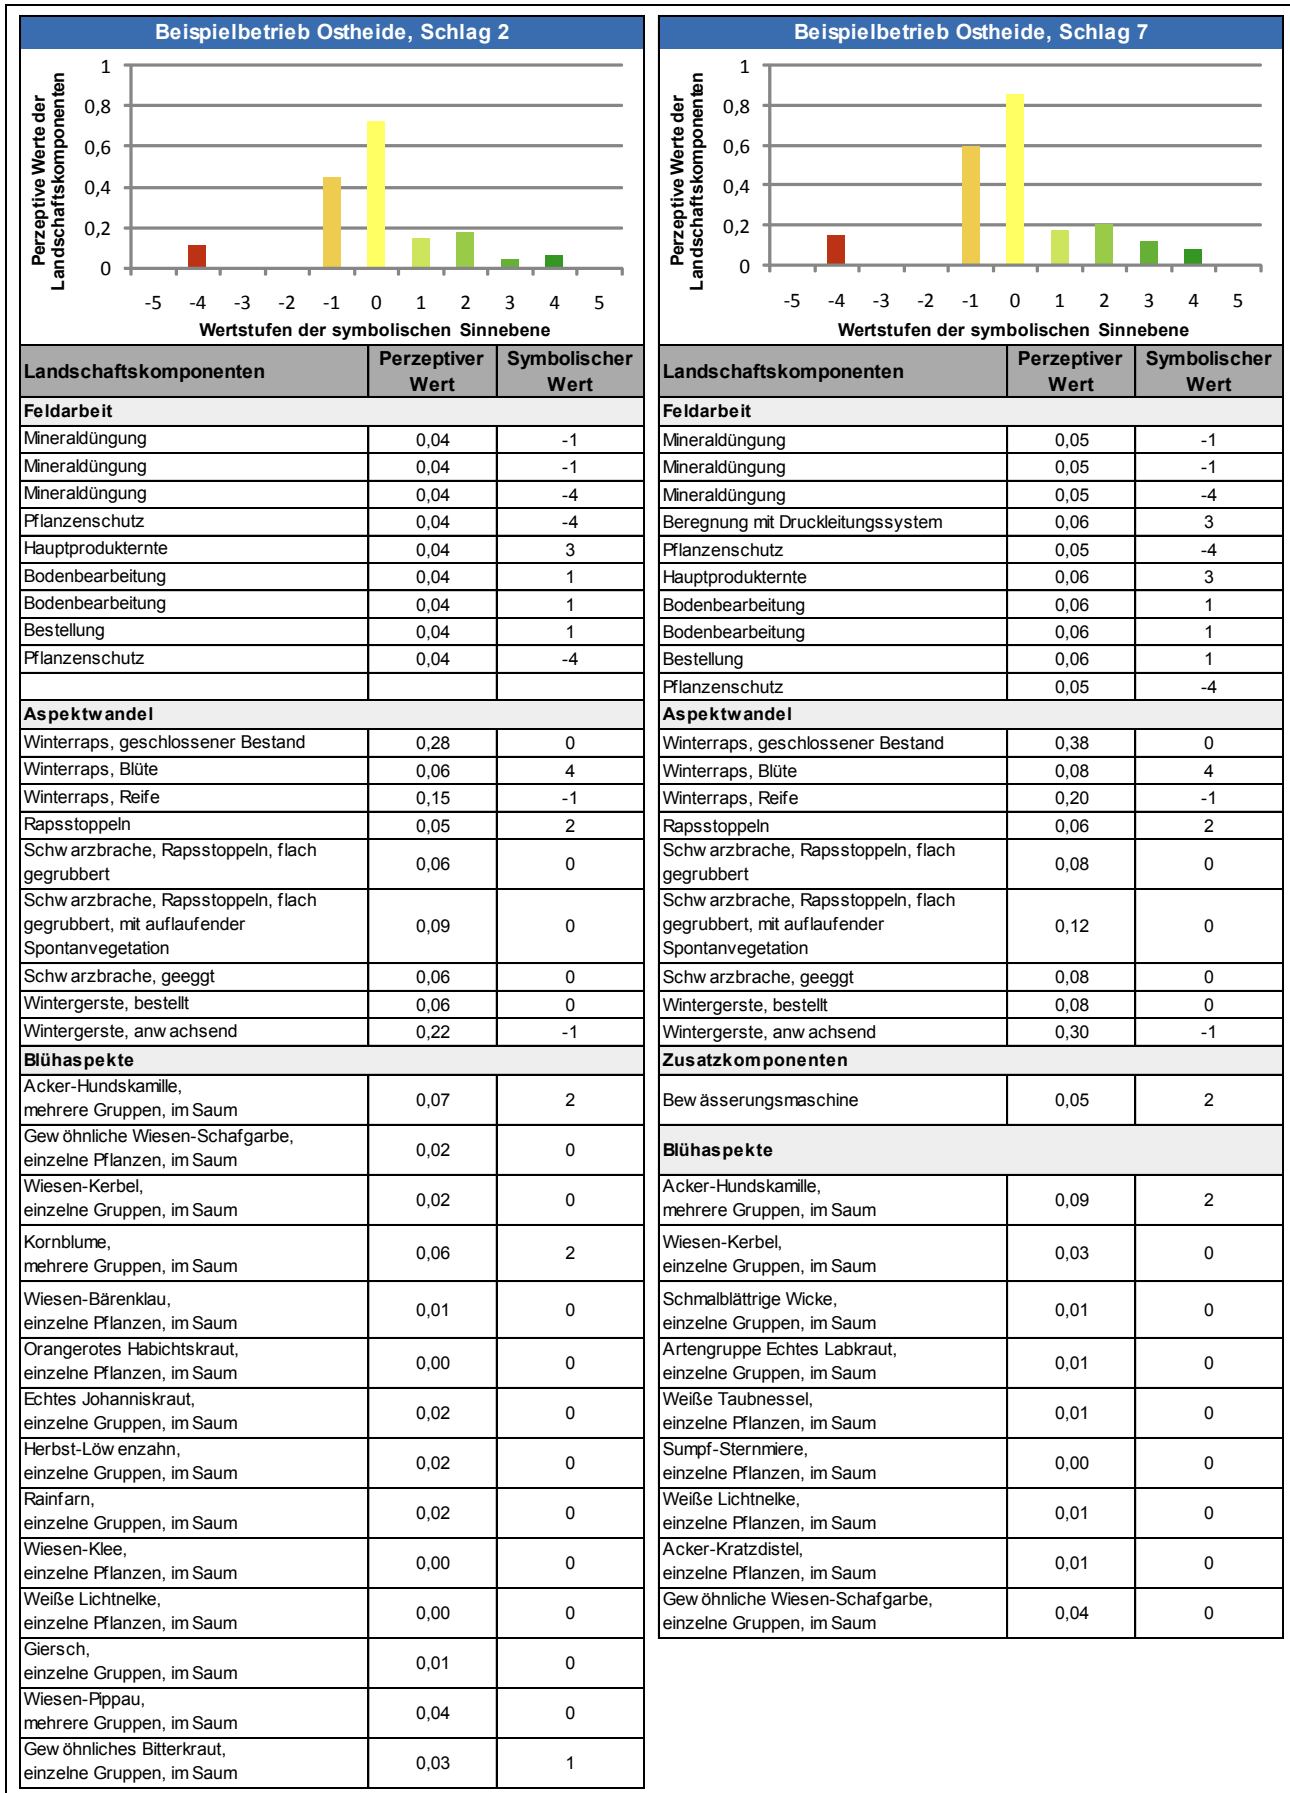 Beispielbetrieb Ostheide, Schlag 2
Perzeptive Werte der
Landschaftskomponenten
1
0,8
0,6
0,4
0,2
0
-5 -4 -3 -2 -1 0 1 2 3 4 5
Wertstufen der symbolischen Sinnebene
Landschaftskomponenten Perzeptiver Wert Symbolischer Wert
Feldarbeit
Mineraldüngung 0,04 -1
Mineraldüngung 0,04 -1
Mineraldüngung 0,04 -4
Pflanzenschutz 0,04 -4
Hauptprodukternte 0,04 3
Bodenbearbeitung 0,04 1
Bodenbearbeitung 0,04 1
Bestellung 0,04 1
Pflanzenschutz 0,04 -4
Aspektwandel
Winterraps, geschlossener Bestand 0,28 0
Winterraps, Blüte 0,06 4
Winterraps, Reife 0,15 -1
Rapsstoppeln 0,05 2
Schwarzbrache, Rapsstoppeln, flach
gegrubbert 0,06 0
Schwarzbrache, Rapsstoppeln, flach
gegrubbert, mit auflaufender 0,09 0
Spontanvegetation
Schwarzbrache, geeggt 0,06 0
Wintergerste, bestellt 0,06 0
Wintergerste, anwachsend 0,22 -1
Blühaspekte
Acker-Hundskamille,
mehrere Gruppen, im Saum 0,07 2
Gewöhnliche Wiesen-Schafgarbe,
einzelne Pflanzen, im Saum 0,02 0
Wiesen-Kerbel,
einzelne Gruppen, im Saum 0,02 0
Kornblume,
mehrere Gruppen, im Saum 0,06 2
Wiesen-Bärenklau,
einzelne Pflanzen, im Saum 0,01 0
Orangerotes Habichtskraut,
einzelne Pflanzen, im Saum 0,00 0
Echtes Johanniskraut,
einzelne Gruppen, im Saum 0,02 0
Herbst-Löwenzahn,
einzelne Gruppen, im Saum 0,02 0
Rainfarn,
einzelne Gruppen, im Saum 0,02 0
Wiesen-Klee,
einzelne Pflanzen, im Saum 0,00 0
Weiße Lichtnelke,
einzelne Pflanzen, im Saum 0,00 0
Giersch,
einzelne Gruppen, im Saum 0,01 0
Wiesen-Pippau,
mehrere Gruppen, im Saum 0,04 0
Gewöhnliches Bitterkraut,
einzelne Gruppen, im Saum 0,03 1
Beispielbetrieb Ostheide, Schlag 7
Perzeptive Werte der
Landschaftskomponenten
1
0,8
0,6
0,4
0,2
0
-5 -4 -3 -2 -1 0 1 2 3 4 5
Wertstufen der symbolischen Sinnebene
Landschaftskomponenten Perzeptiver Wert Symbolischer Wert
Feldarbeit
Mineraldüngung 0,05 -1
Mineraldüngung 0,05 -1
Mineraldüngung 0,05 -4
Beregnung mit Druckleitungssystem 0,06 3
Pflanzenschutz 0,05 -4
Hauptprodukternte 0,06 3
Bodenbearbeitung 0,06 1
Bodenbearbeitung 0,06 1
Bestellung 0,06 1
Pflanzenschutz 0,05 -4
Aspektwandel
Winterraps, geschlossener Bestand 0,38 0
Winterraps, Blüte 0,08 4
Winterraps, Reife 0,20 -1
Rapsstoppeln 0,06 2
Schwarzbrache, Rapsstoppeln, flach
gegrubbert 0,08 0
Schwarzbrache, Rapsstoppeln, flach
gegrubbert, mit auflaufender 0,12 0
Spontanvegetation
Schwarzbrache, geeggt 0,08 0
Wintergerste, bestellt 0,08 0
Wintergerste, anwachsend 0,30 -1
Zusatzkomponenten
Bewässerungsmaschine 0,05 2
Blühaspekte
Acker-Hundskamille,
mehrere Gruppen, im Saum 0,09 2
Wiesen-Kerbel,
einzelne Gruppen, im Saum 0,03 0
Schmalblättrige Wicke,
einzelne Gruppen, im Saum 0,01 0
Artengruppe Echtes Labkraut,
einzelne Gruppen, im Saum 0,01 0
Weiße Taubnessel,
einzelne Pflanzen, im Saum 0,01 0
Sumpf-Sternmiere,
einzelne Pflanzen, im Saum 0,00 0
Weiße Lichtnelke,
einzelne Pflanzen, im Saum 0,01 0
Acker-Kratzdistel,
einzelne Pflanzen, im Saum 0,01 0
Gewöhnliche Wiesen-Schafgarbe,
einzelne Gruppen, im Saum 0,04 0